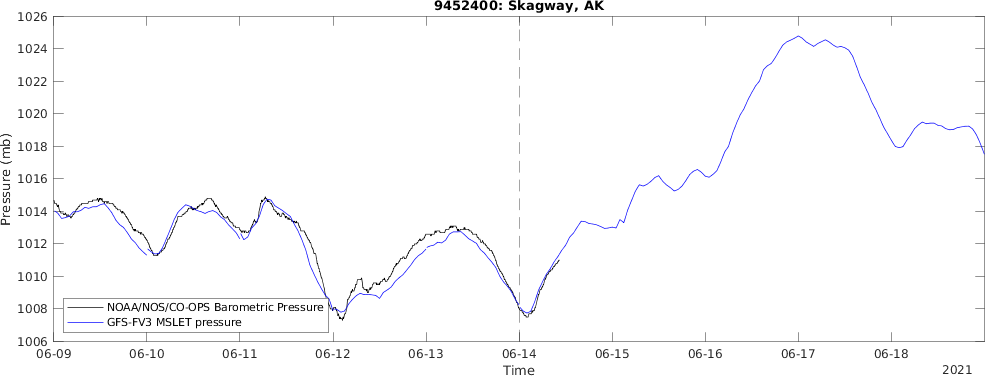 9452400: Skagway, AK
1026
1024
1022
1020
1018
1016
1014
1012
1010
1008
1006
Pressure (mb)
NOAA/NOS/CO-OPS Barometric Pressure
GFS-FV3 MSLET pressure
06-09 06-10 06-11 06-12 06-13 06-14 06-15 06-16 06-17 06-18
Time
2021